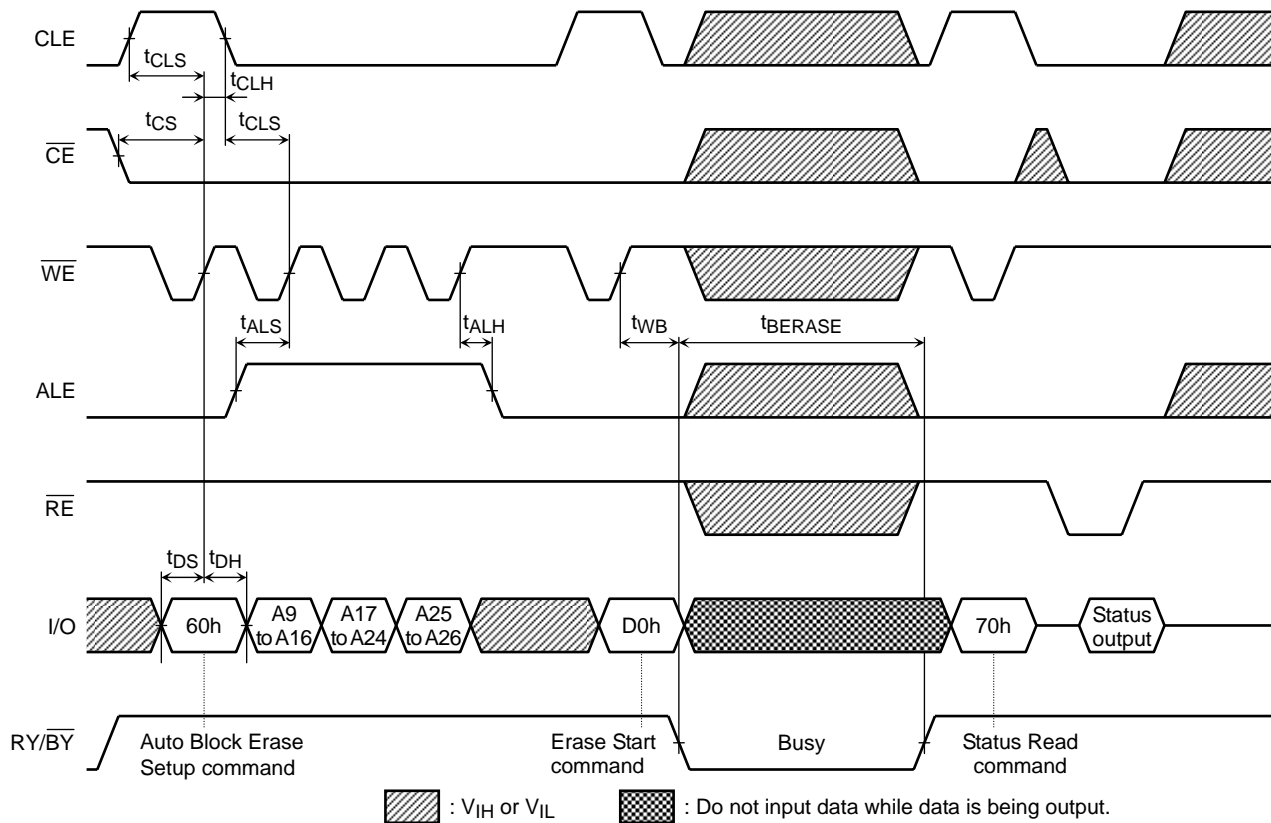 CLE
tCLS
tCLH
tCS
tCLS
CE
WE
tALS
tALH
tWB
tBERASE
ALE
RE
tDS
tDH
I/O
60h
A9
to A16
A17
to A24
A25
to A26
D0h
70h
Status
output
RY/BY
Auto Block Erase
Setup command
Erase Start
command
Busy
Status Read
command
: VIH or VIL
: Do not input data while data is being output.